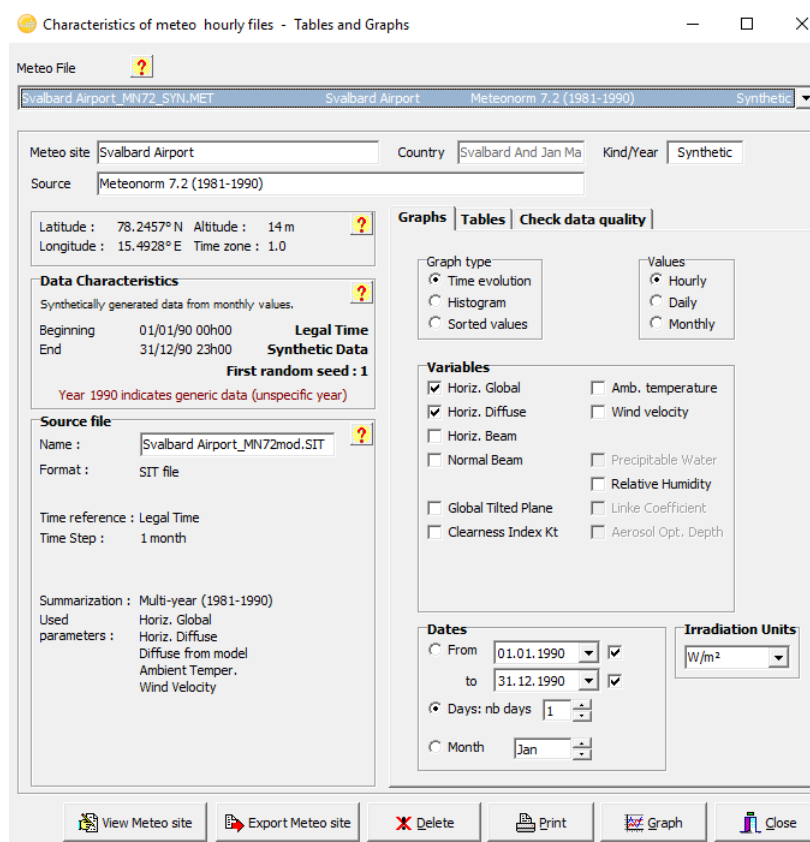 Characteristics of meteo hourly files - Tables and Graphs
Meteo File ?
Svalbard Airport_MN72_SYN.MET Svalbard Airport Meteonorm 7.2 (1981-1990) Synthetic
Meteo site Svalbard Airport Country Svalbard And Jan Ma Kind/Year Synthetic
Source Meteonorm 7.2 (1981-1990)
Latitude : 78.2457° N Altitude : 14 m ?
Longitude : 15.4928° E Time zone : 1.0
Data Characteristics
Synthetically generated data from monthly values. ?
Beginning 01/01/90 00h00 Legal Time
End 31/12/90 23h00 Synthetic Data
First random seed : 1
Year 1990 indicates generic data (unspecific year)
Source file
Name : Svalbard Airport_MN72mod.SIT ?
Format : SIT file
Time reference : Legal Time
Time Step : 1 month
Summarization : Multi-year (1981-1990)
Used Horiz. Global
parameters : Horiz. Diffuse
Diffuse from model
Ambient Temper.
Wind Velocity
Graphs Tables Check data quality
Graph type
Time evolution
Histogram
Sorted values
Values
Hourly
Daily
Monthly
Variables
Horiz. Global Amb. temperature
Horiz. Diffuse Wind velocity
Horiz. Beam
Normal Beam Precipitable Water
Relative Humidity
Global Tilted Plane Linke Coefficient
Clearness Index Kt Aerosol Opt. Depth
Dates
From 01.01.1990
to 31.12.1990
Days: nb days 1
Month Jan
Irradiation Units
W/m²
View Meteo site Export Meteo site Delete Print Graph Close